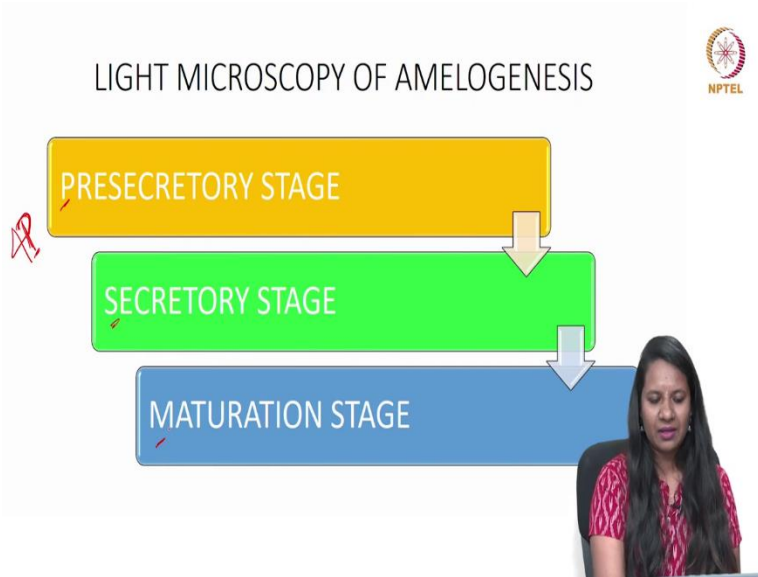 LIGHT MICROSCOPY OF AMELOGENESIS
NPTEL
PRESECRETORY STAGE
SECRETORY STAGE
MATURATION STAGE